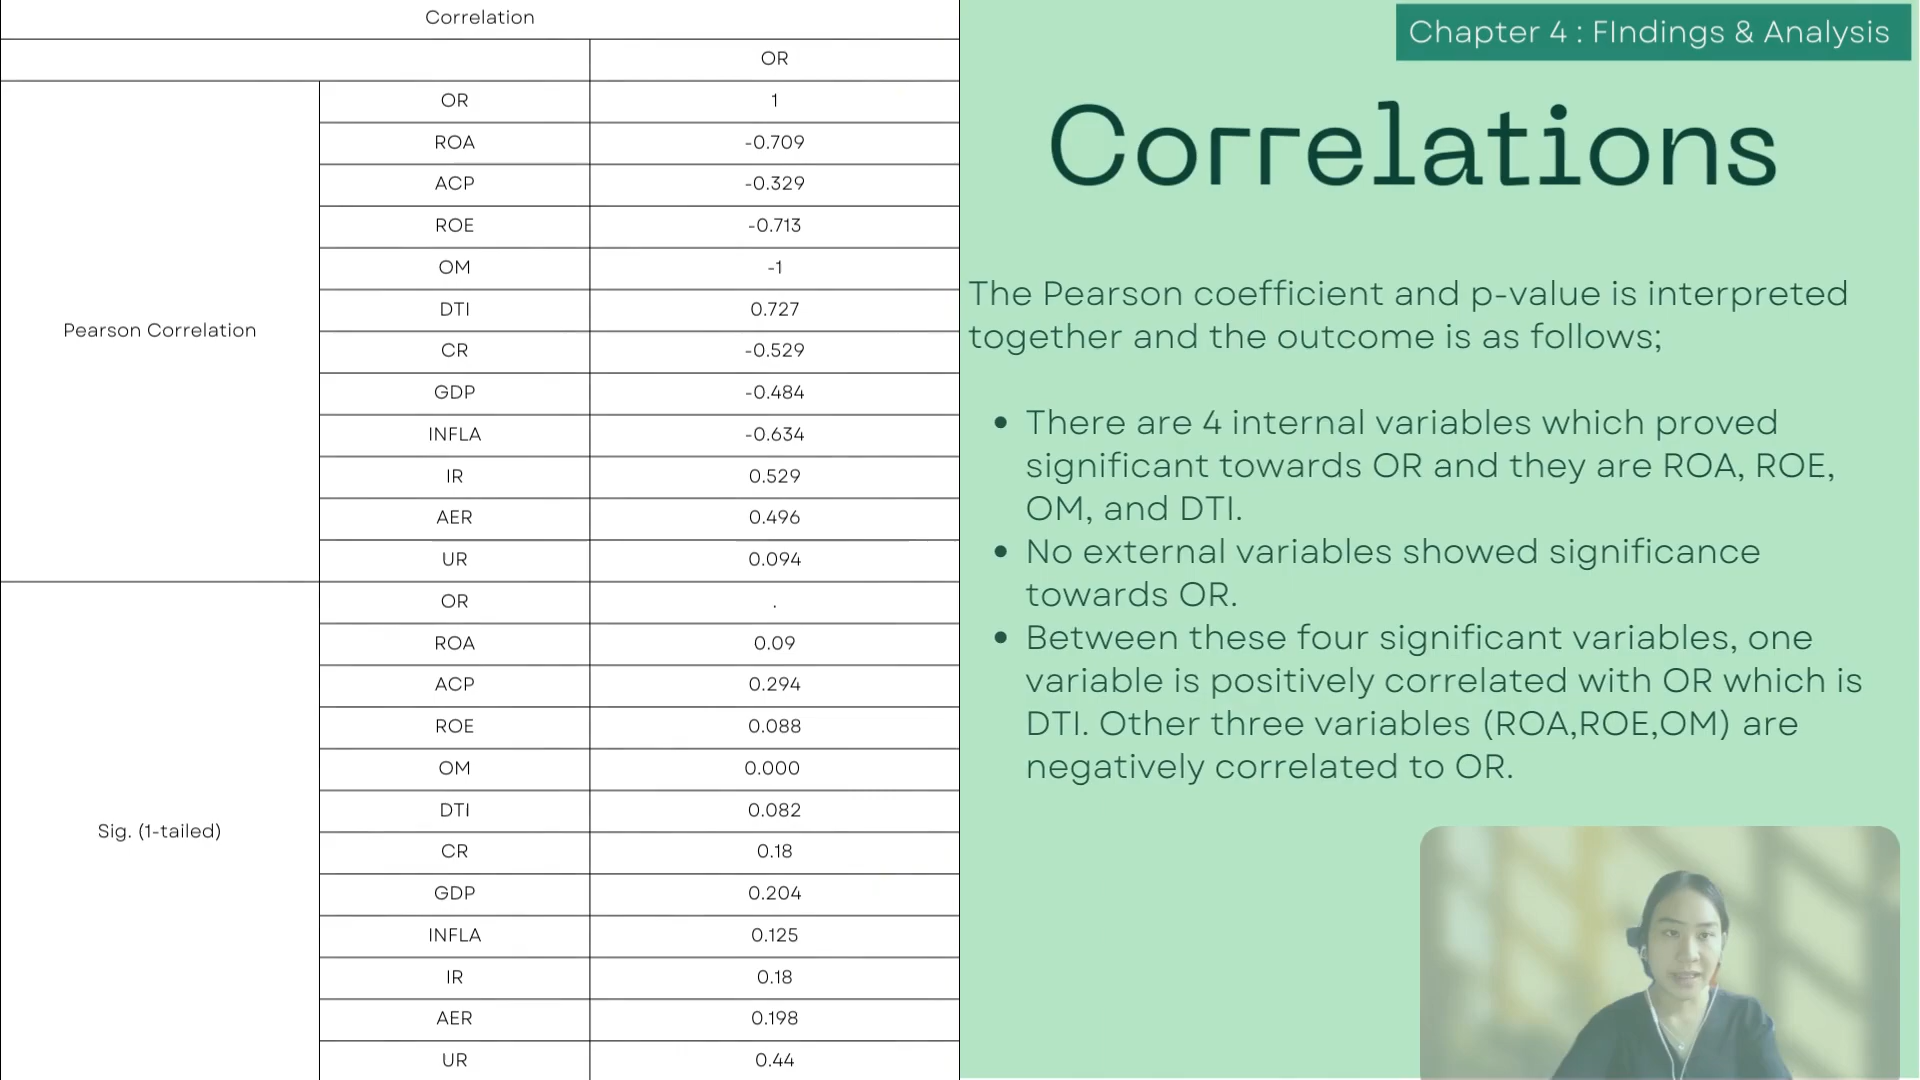 Correlation
OR
Pearson Correlation
OR 1
ROA -0.709
ACP -0.329
ROE -0.713
OM -1
DTI 0.727
CR -0.529
GDP -0.484
INFLA -0.634
IR 0.529
AER 0.496
UR 0.094
Sig. (1-tailed)
OR .
ROA 0.09
ACP 0.294
ROE 0.088
OM 0.000
DTI 0.082
CR 0.18
GDP 0.204
INFLA 0.125
IR 0.18
AER 0.198
UR 0.44
Chapter 4 : FIndings & Analysis
Correlations
The Pearson coefficient and p-value is interpreted
together and the outcome is as follows;
• There are 4 internal variables which proved
significant towards OR and they are ROA, ROE,
OM, and DTI.
• No external variables showed significance
towards OR.
• Between these four significant variables, one
variable is positively correlated with OR which is
DTI. Other three variables (ROA,ROE,OM) are
negatively correlated to OR.